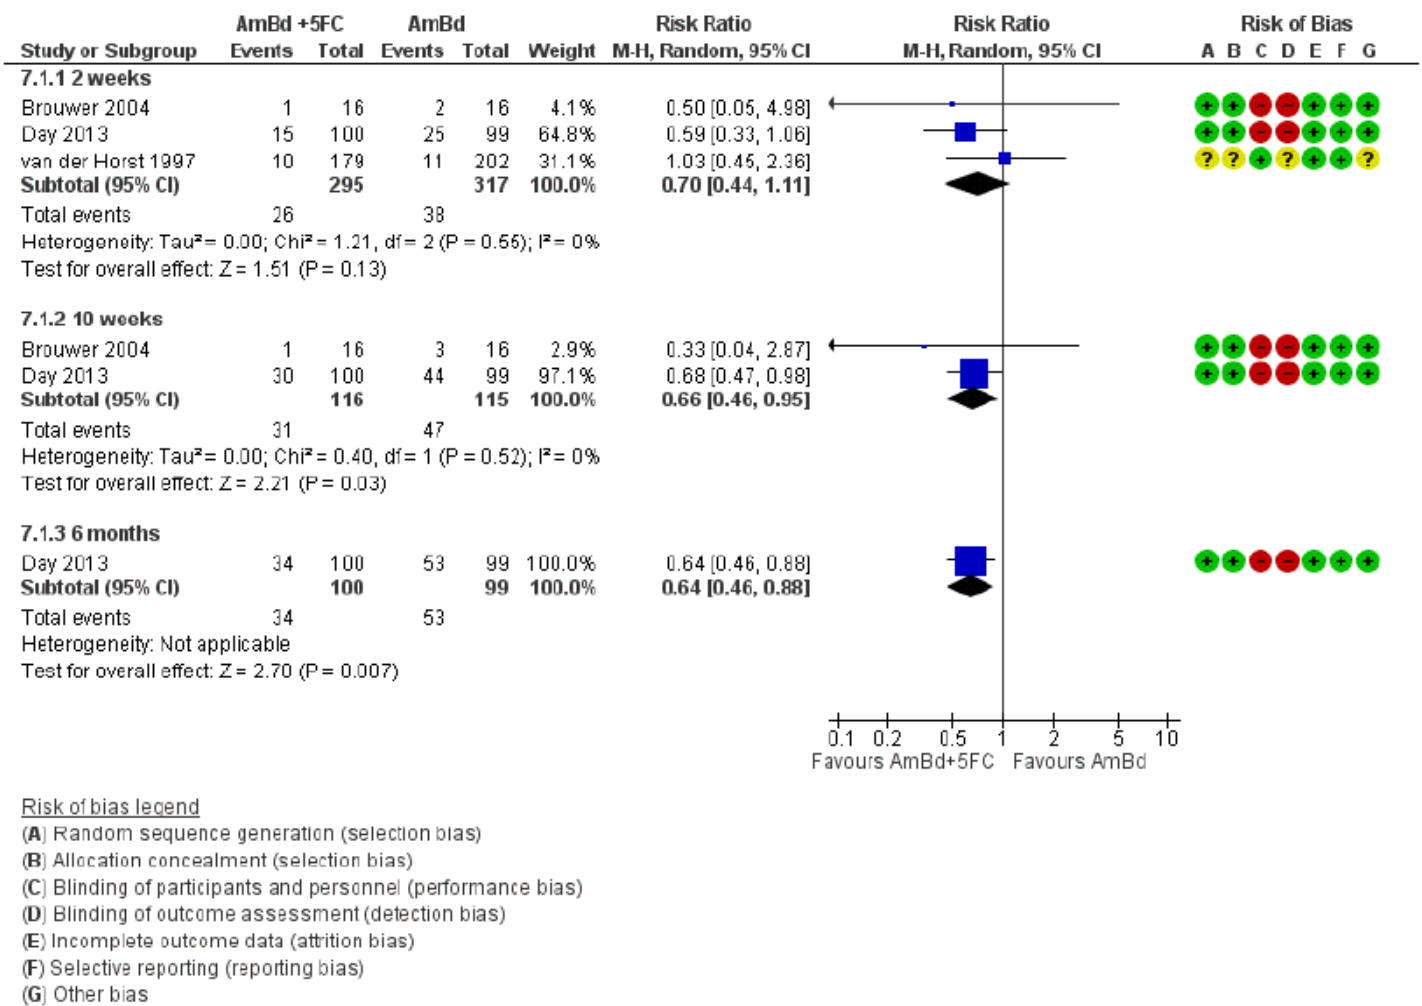 AmBd +5FC AmBd Risk Ratio Risk Ratio Risk of Bias
Study or Subgroup Events Total Events Total Weight M-H, Random, 95% CI M-H, Random, 95% CI A B C D E F G
7.1.1 2 weeks
Brouwer 2004 1 16 2 16 4.1% 0.50 [0.05, 4.98] + + - - + + +
Day 2013 15 100 25 99 64.8% 0.59 [0.33, 1.06] + + - - + + +
van der Horst 1997 10 179 11 202 31.1% 1.03 [0.45, 2.36] ? ? + ? + + ?
Subtotal (95% CI) 295 317 100.0% 0.70 [0.44, 1.11]
Total events 26 38
Heterogeneity: Tau² = 0.00; Chi² = 1.21, df = 2 (P = 0.55); I² = 0%
Test for overall effect: Z = 1.51 (P = 0.13)
7.1.2 10 weeks
Brouwer 2004 1 16 3 16 2.9% 0.33 [0.04, 2.87] + + - - + + +
Day 2013 30 100 44 99 97.1% 0.68 [0.47, 0.98] + + - - + + +
Subtotal (95% CI) 116 115 100.0% 0.66 [0.46, 0.95]
Total events 31 47
Heterogeneity: Tau² = 0.00; Chi² = 0.40, df = 1 (P = 0.52); I² = 0%
Test for overall effect: Z = 2.21 (P = 0.03)
7.1.3 6 months
Day 2013 34 100 53 99 100.0% 0.64 [0.46, 0.88] + + - - + + +
Subtotal (95% CI) 100 99 100.0% 0.64 [0.46, 0.88]
Total events 34 53
Heterogeneity: Not applicable
Test for overall effect: Z = 2.70 (P = 0.007)
0.1 0.2 0.5 1 2 5 10
Favours AmBd+5FC Favours AmBd
Risk of bias legend
(A) Random sequence generation (selection bias)
(B) Allocation concealment (selection bias)
(C) Blinding of participants and personnel (performance bias)
(D) Blinding of outcome assessment (detection bias)
(E) Incomplete outcome data (attrition bias)
(F) Selective reporting (reporting bias)
(G) Other bias